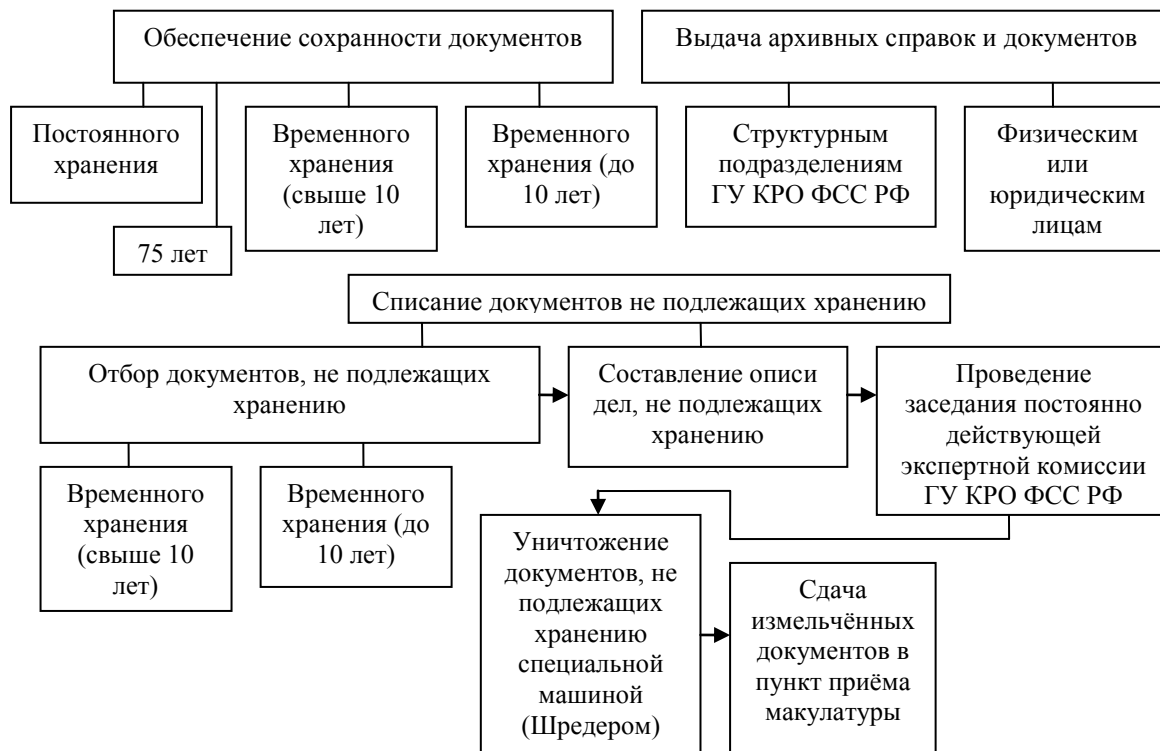 Обеспечение сохранности документов
Выдача архивных справок и документов
Постоянного
хранения
75 лет
Временного
хранения
(свыше 10
лет)
Временного
хранения (до
10 лет)
Структурным
подразделениям
ГУ КРО ФСС РФ
Физическим
или
юридическим
лицам
Списание документов не подлежащих хранению
Отбор документов, не подлежащих
хранению
Составление описи
дел, не подлежащих
хранению
Проведение
заседания постоянно
действующей
экспертной комиссии
ГУ КРО ФСС РФ
Временного
хранения
(свыше 10
лет)
Временного
хранения (до
10 лет)
Уничтожение
документов, не
подлежащих
хранению
специальной
машиной
(Шредером)
Сдача
измельчённых
документов в
пункт приёма
макулатуры